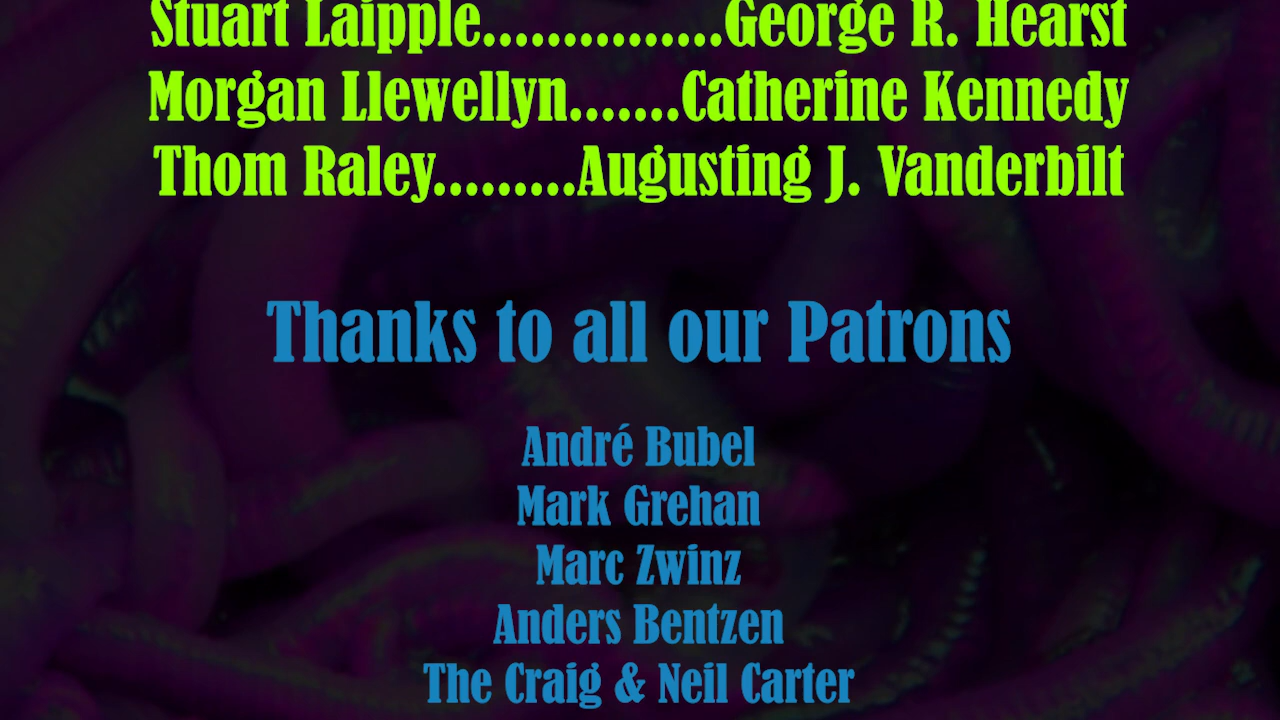 Stuart Laipple...............George R. Hearst
Morgan Llewellyn.......Catherine Kennedy
Thom Raley.........Augusting J. Vanderbilt
Thanks to all our Patrons
André Bubel
Mark Grehan
Marc Zwinz
Anders Bentzen
The Craig & Neil Carter